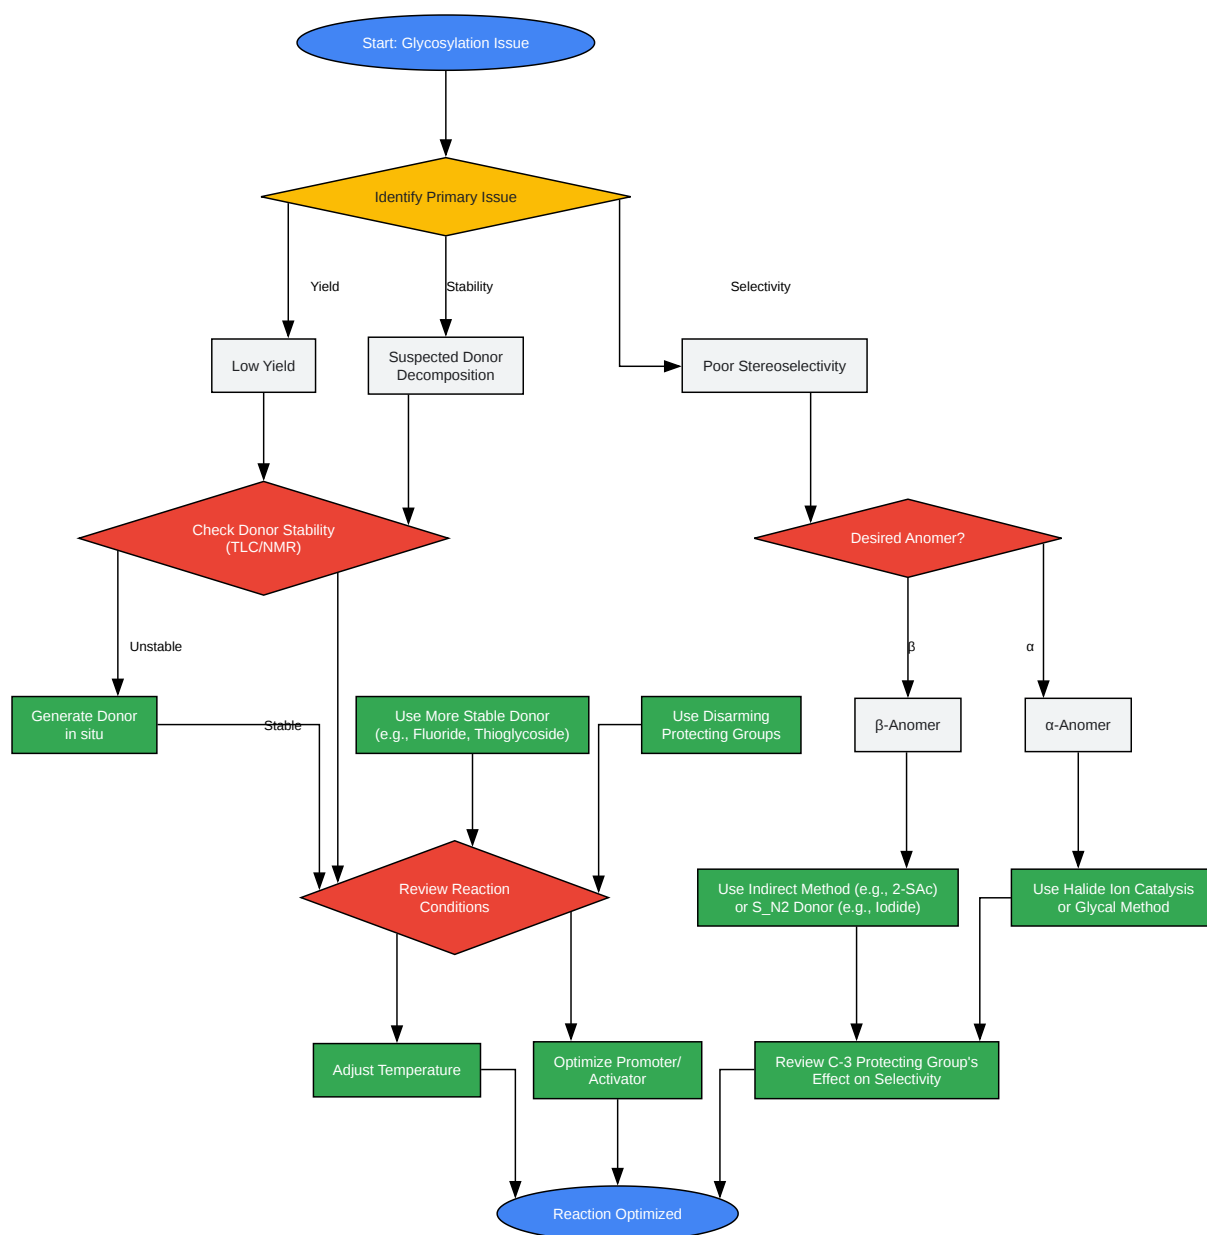 Start: Glycosylation Issue
Identify Primary Issue
Yield
Stability
Selectivity
Low Yield
Suspected Donor
Decomposition
Poor Stereoselectivity
Check Donor Stability
(TLC/NMR)
Desired Anomer?
Unstable
β
α
Generate Donor
in situ
Stable
Use More Stable Donor
(e.g., Fluoride, Thioglycoside)
Use Disarming
Protecting Groups
β-Anomer
α-Anomer
Review Reaction
Conditions
Use Indirect Method (e.g., 2-SAc)
or S_N2 Donor (e.g., Iodide)
Use Halide Ion Catalysis
or Glycal Method
Adjust Temperature
Optimize Promoter/
Activator
Review C-3 Protecting Group's
Effect on Selectivity
Reaction Optimized